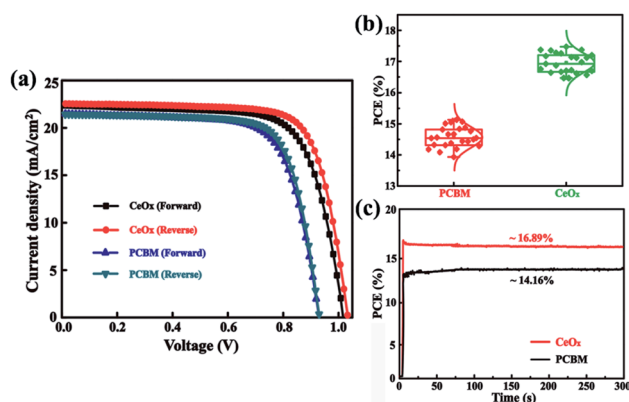 (a)
Current density (mA/cm²)
25
20
15
10
5
0
CeOx (Forward)
CeOx (Reverse)
PCBM (Forward)
PCBM (Reverse)
0.0 0.2 0.4 0.6 0.8 1.0
Voltage (V)
(b)
PCE (%)
18
17
16
15
14
13
PCBM
CeOx
(c)
PCE (%)
20
15
10
5
0
~16.89%
~14.16%
CeOx
PCBM
0 50 100 150 200 250 300
Time (s)